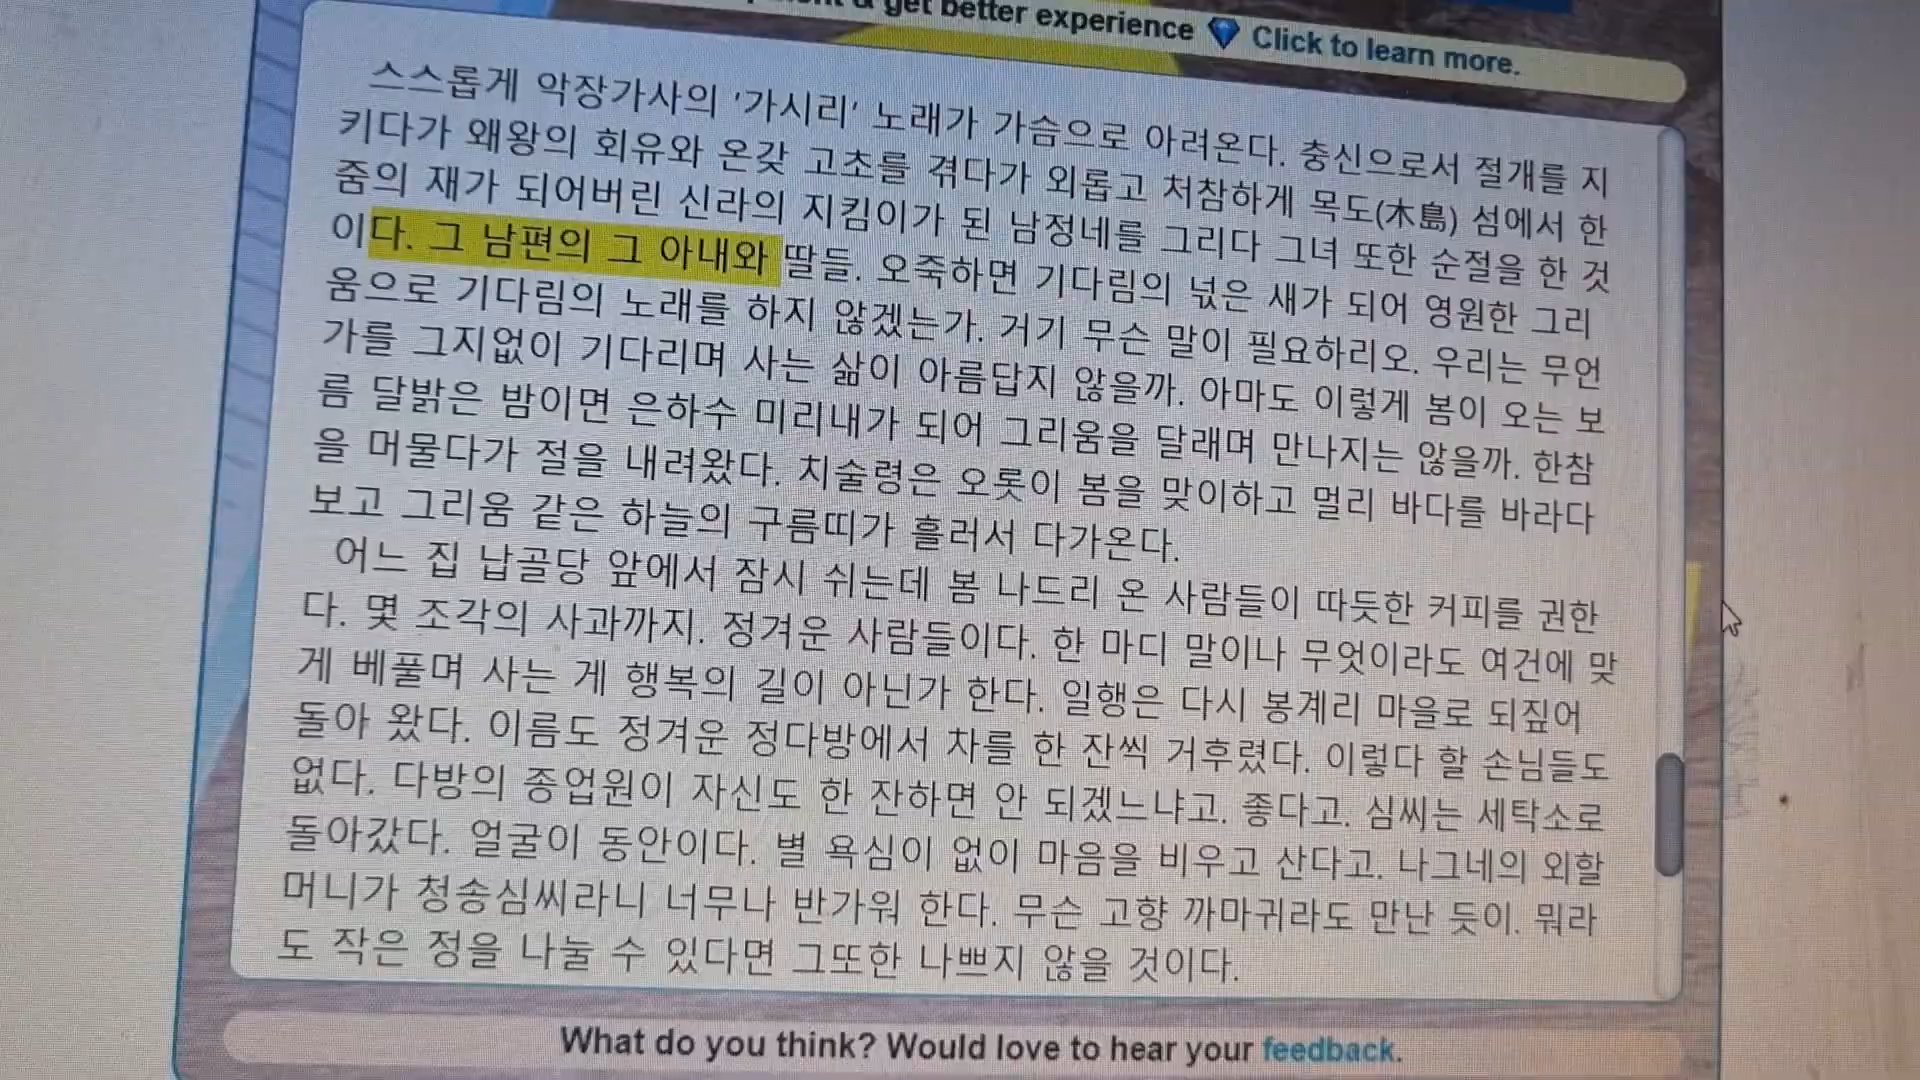 & get better experience 💎 Click to learn more.
스스롭게 악장가사의 '가시리' 노래가 가슴으로 아려온다. 충신으로서 절개를 지
키다가 왜왕의 회유와 온갖 고초를 겪다가 외롭고 처참하게 목도(木島) 섬에서 한
줌의 재가 되어버린 신라의 지킴이가 된 남정네를 그리다 그녀 또한 순절을 한 것
이다. 그 남편의 그 아내와 딸들. 오죽하면 기다림의 넋은 새가 되어 영원한 그리
움으로 기다림의 노래를 하지 않겠는가. 거기 무슨 말이 필요하리오. 우리는 무언
가를 그지없이 기다리며 사는 삶이 아름답지 않을까. 아마도 이렇게 봄이 오는 보
름 달밝은 밤이면 은하수 미리내가 되어 그리움을 달래며 만나지는 않을까. 한참
을 머물다가 절을 내려왔다. 치술령은 오롯이 봄을 맞이하고 멀리 바다를 바라다
보고 그리움 같은 하늘의 구름띠가 흘러서 다가온다.
어느 집 납골당 앞에서 잠시 쉬는데 봄 나드리 온 사람들이 따듯한 커피를 권한
다. 몇 조각의 사과까지. 정겨운 사람들이다. 한 마디 말이나 무엇이라도 여건에 맞
게 베풀며 사는 게 행복의 길이 아닌가 한다. 일행은 다시 봉계리 마을로 되짚어
돌아 왔다. 이름도 정겨운 정다방에서 차를 한 잔씩 거후렸다. 이렇다 할 손님들도
없다. 다방의 종업원이 자신도 한 잔하면 안 되겠느냐고. 좋다고. 심씨는 세탁소로
돌아갔다. 얼굴이 동안이다. 별 욕심이 없이 마음을 비우고 산다고. 나그네의 외할
머니가 청송심씨라니 너무나 반가워 한다. 무슨 고향 까마귀라도 만난 듯이. 뭐라
도 작은 정을 나눌 수 있다면 그또한 나쁘지 않을 것이다.
What do you think? Would love to hear your feedback.